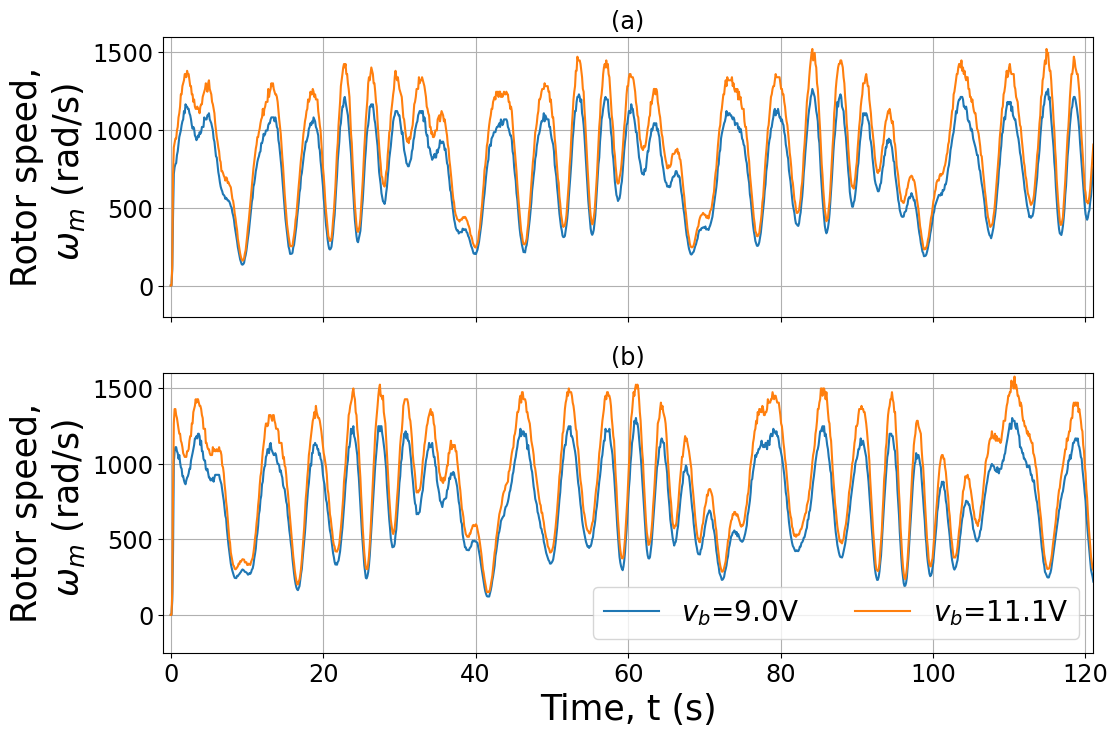 (a)
1500
1000
500
0
Rotor speed,
ω_m (rad/s)
(b)
1500
1000
500
0
Rotor speed,
ω_m (rad/s)
v_b=9.0V v_b=11.1V
0 20 40 60 80 100 120
Time, t (s)